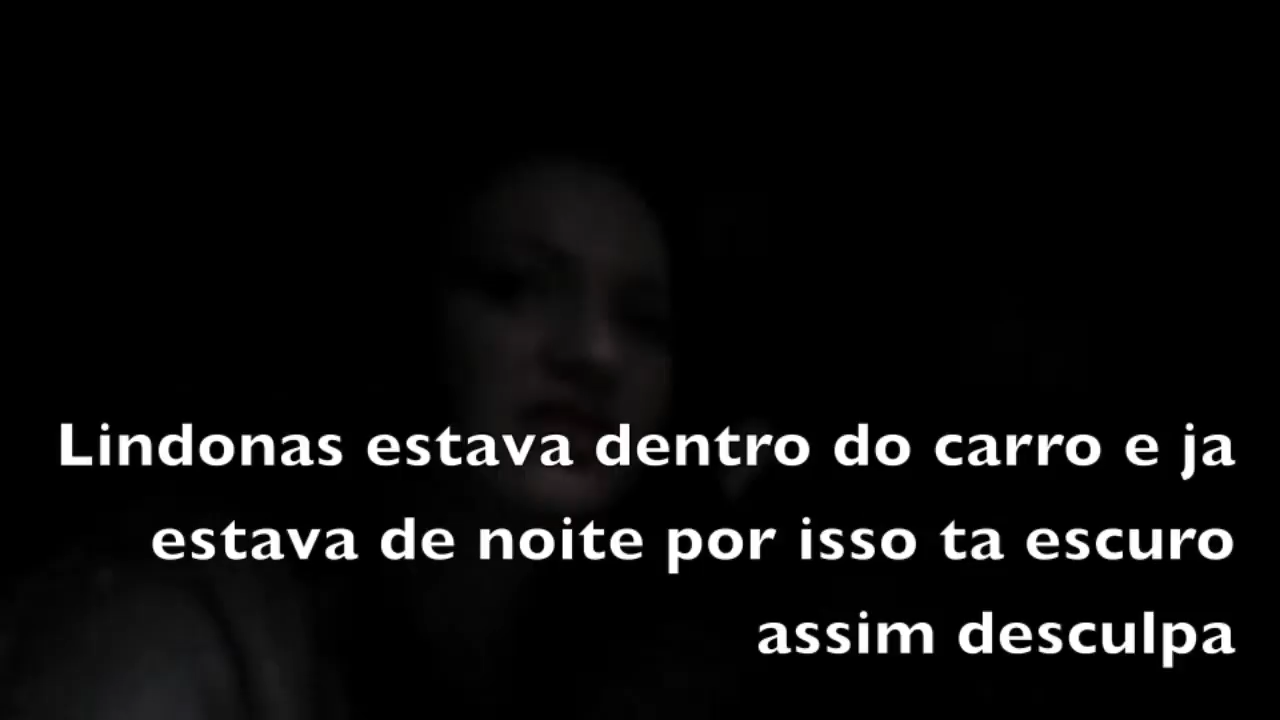 Lindonas estava dentro do carro e ja
estava de noite por isso ta escuro
assim desculpa